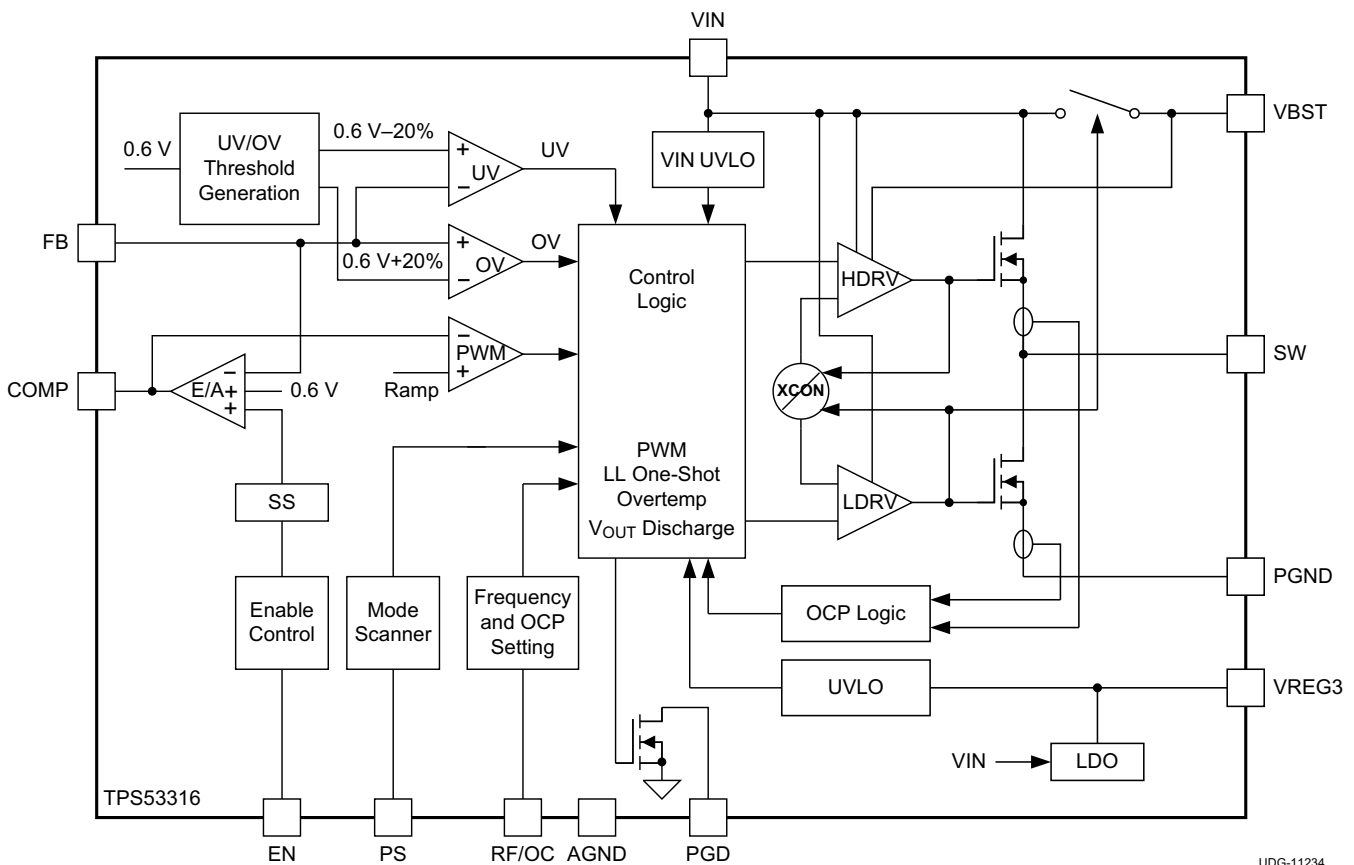 VIN
VBST
0.6 V–20%
UV
0.6 V
UV/OV
Threshold
Generation
+
UV
–
VIN UVLO
FB
0.6 V+20%
OV
+
OV
–
Control
Logic
HDRV
–
PWM
+
Ramp
SW
COMP
E/A
–
+
+
0.6 V
XCON
PWM
LL One-Shot
Overtemp
VOUT Discharge
LDRV
SS
PGND
Enable
Control
Mode
Scanner
Frequency
and OCP
Setting
OCP Logic
UVLO
VREG3
VIN
LDO
TPS53316
EN
PS
RF/OC
AGND
PGD
UDG-11234